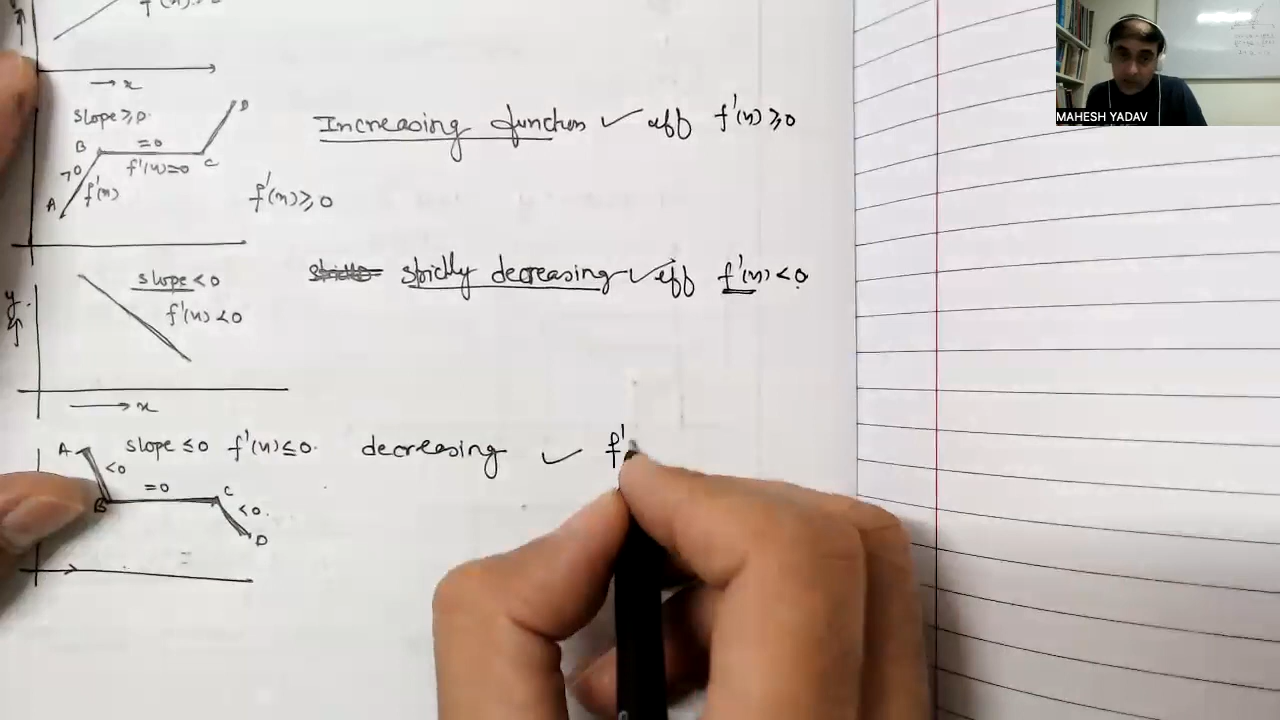 MAHESH YADAV
→ x
slope ≥ 0.
Increasing function ✓ iff f'(x) ≥ 0
D
B =0 C
>0 f'(x)=0
A f'(x)
f'(x) ≥ 0
strictly decreasing ✓ iff f'(x) < 0
slope < 0
f'(x) < 0
y
→ x
A slope ≤ 0 f'(x) ≤ 0. decreasing ✓ f'
<0
=0 C
B <0.
D
=